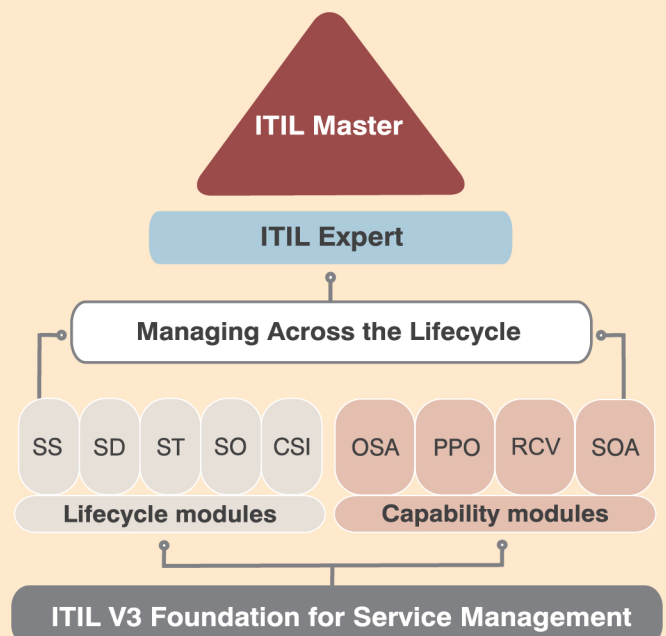 ITIL Master
ITIL Expert
Managing Across the Lifecycle
SS SD ST SO CSI OSA PPO RCV SOA
Lifecycle modules Capability modules
ITIL V3 Foundation for Service Management